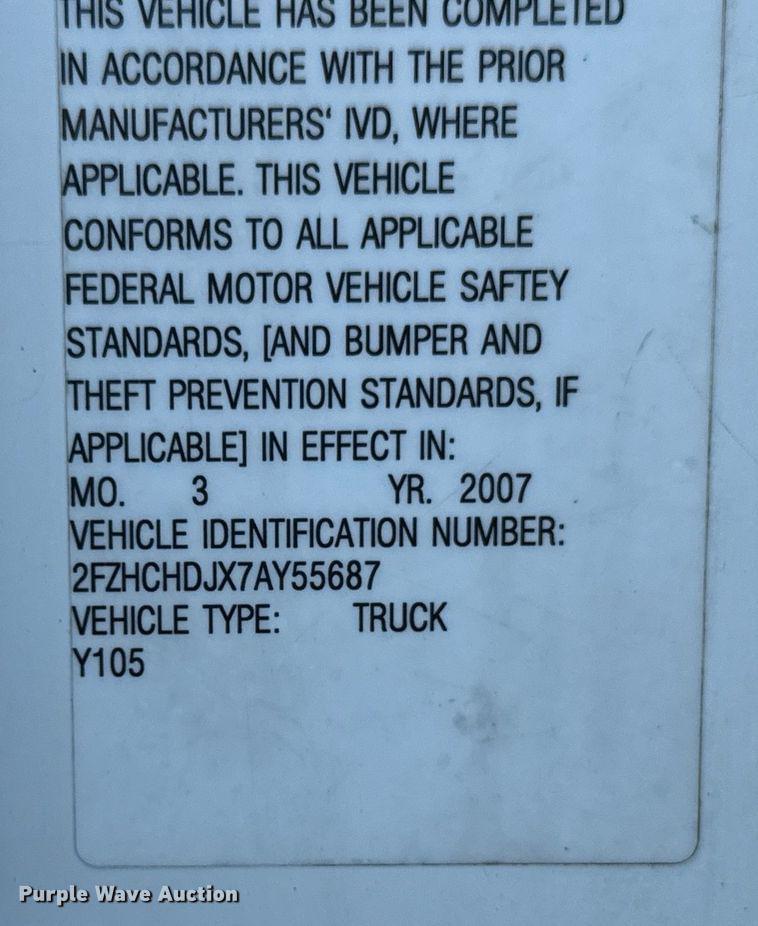 THIS VEHICLE HAS BEEN COMPLETED
IN ACCORDANCE WITH THE PRIOR
MANUFACTURERS' IVD, WHERE
APPLICABLE. THIS VEHICLE
CONFORMS TO ALL APPLICABLE
FEDERAL MOTOR VEHICLE SAFTEY
STANDARDS, [AND BUMPER AND
THEFT PREVENTION STANDARDS, IF
APPLICABLE] IN EFFECT IN:
MO. 3 YR. 2007
VEHICLE IDENTIFICATION NUMBER:
2FZHCHDJX7AY55687
VEHICLE TYPE: TRUCK
Y105
Purple Wave Auction